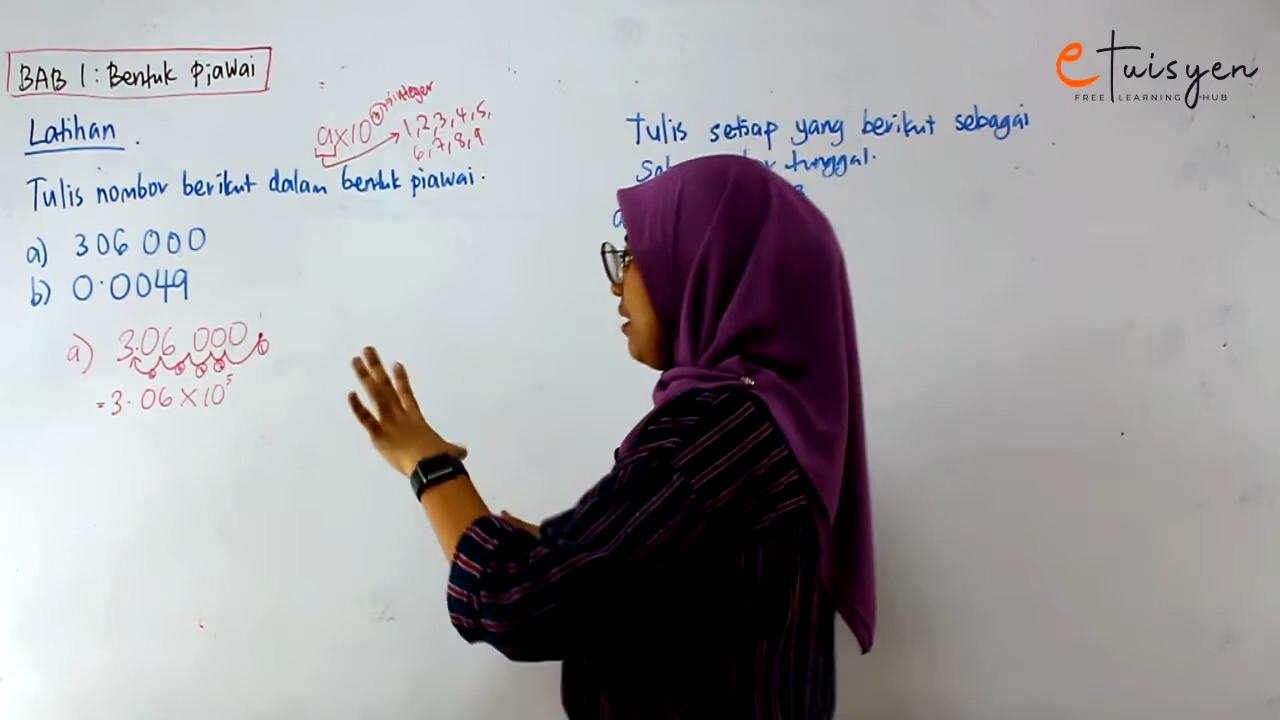 BAB 1 : Bentuk Piawai
Latihan.
Tulis nombor berikut dalam bentuk piawai.
a) 306 000
b) 0.0049
a) 3.06 000
= 3.06 × 10⁵
a × 10ⁿ → integer
1, 2, 3, 4, 5,
6, 7, 8, 9
Tulis setiap yang berikut sebagai
tunggal.
eTuisyen
FREE LEARNING HUB